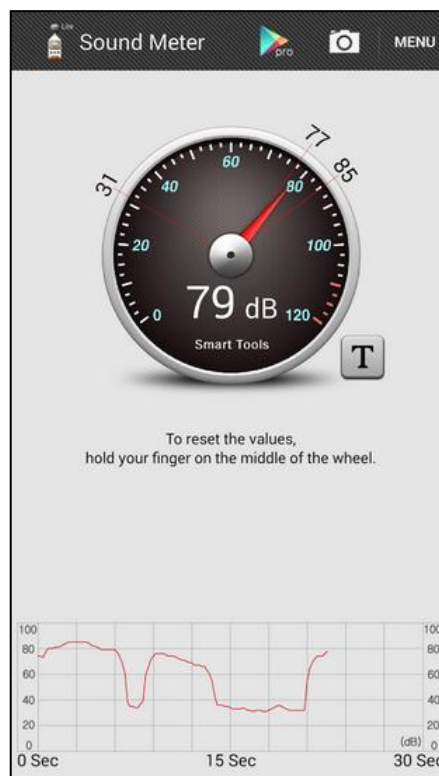 Lite
Sound Meter
pro
MENU
31
77
85
0
20
40
60
80
100
120
79 dB
Smart Tools
T
To reset the values,
hold your finger on the middle of the wheel.
100 100
80 80
60 60
40 40
20 20
0 (dB) 0
0 Sec 15 Sec 30 Sec